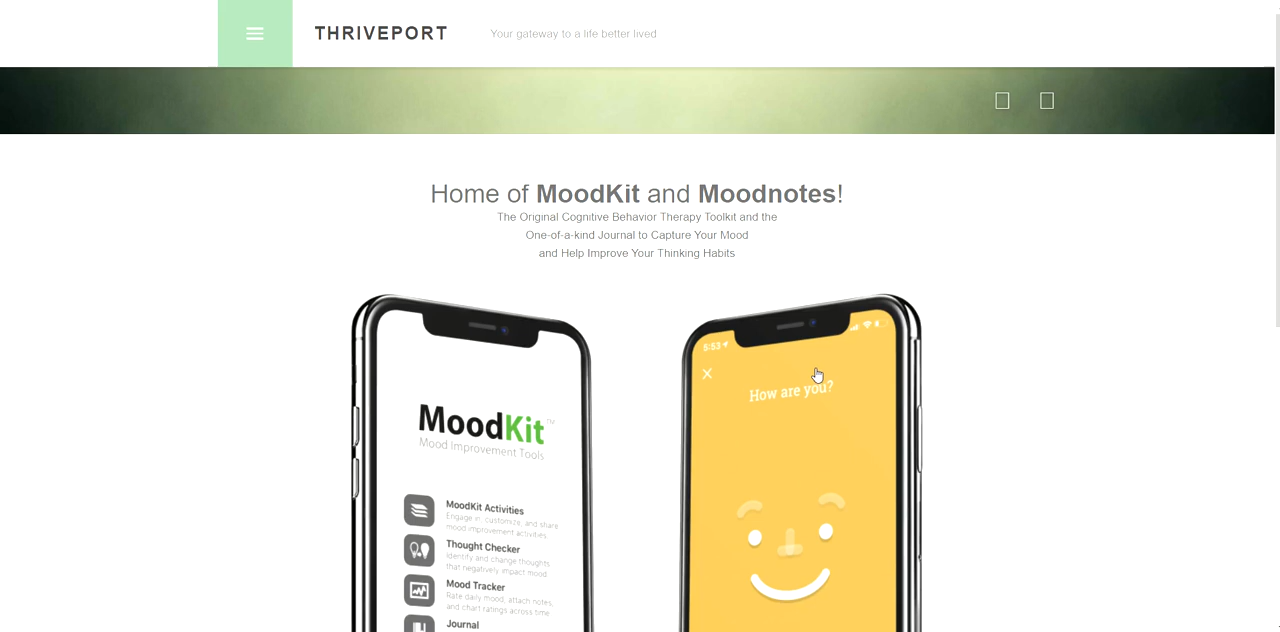 THRIVEPORT
Your gateway to a life better lived
Home of MoodKit and Moodnotes!
The Original Cognitive Behavior Therapy Toolkit and the
One-of-a-kind Journal to Capture Your Mood
and Help Improve Your Thinking Habits
MoodKit™
Mood Improvement Tools
MoodKit Activities
Engage in, customize, and share
mood improvement activities
Thought Checker
Identify and change thoughts
that negatively impact mood
Mood Tracker
Rate daily mood, attach notes,
and chart ratings across time
Journal
5:53
How are you?